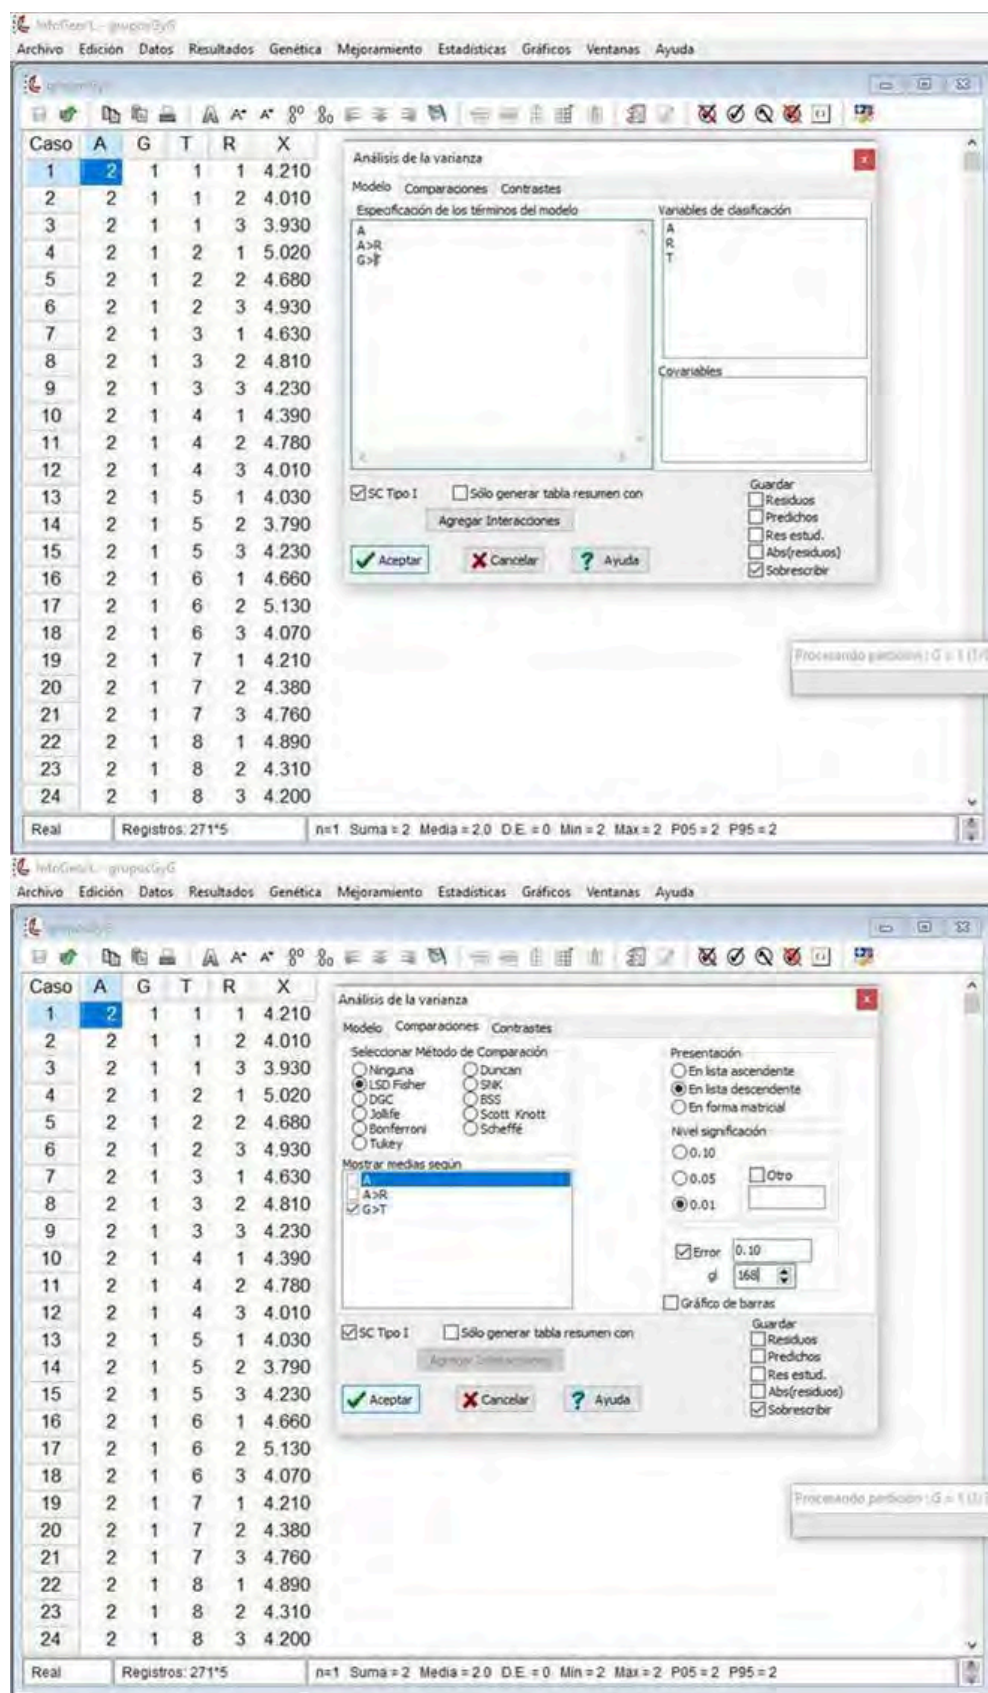 InfoGen/L - gruposGyG
Archivo Edición Datos Resultados Genética Mejoramiento Estadísticas Gráficos Ventanas Ayuda
gruposGyG
Caso A G T R X
1 2 1 1 1 4.210
2 2 1 1 2 4.010
3 2 1 1 3 3.930
4 2 1 2 1 5.020
5 2 1 2 2 4.680
6 2 1 2 3 4.930
7 2 1 3 1 4.630
8 2 1 3 2 4.810
9 2 1 3 3 4.230
10 2 1 4 1 4.390
11 2 1 4 2 4.780
12 2 1 4 3 4.010
13 2 1 5 1 4.030
14 2 1 5 2 3.790
15 2 1 5 3 4.230
16 2 1 6 1 4.660
17 2 1 6 2 5.130
18 2 1 6 3 4.070
19 2 1 7 1 4.210
20 2 1 7 2 4.380
21 2 1 7 3 4.760
22 2 1 8 1 4.890
23 2 1 8 2 4.310
24 2 1 8 3 4.200
Análisis de la varianza
Modelo Comparaciones Contrastes
Especificación de los términos del modelo
A
A>R
G>T
Variables de clasificación
A
R
T
Covariables
SC Tipo I Sólo generar tabla resumen con
Agregar Interacciones
Aceptar Cancelar ? Ayuda
Guardar
Residuos
Predichos
Res estud.
Abs(residuos)
Sobrescribir
Procesando partición : G = 1 (1/
Real Registros: 271*5 n=1 Suma = 2 Media = 2.0 D.E. = 0 Min = 2 Max = 2 P05 = 2 P95 = 2
InfoGen/L - gruposGyG
Archivo Edición Datos Resultados Genética Mejoramiento Estadísticas Gráficos Ventanas Ayuda
gruposGyG
Caso A G T R X
1 2 1 1 1 4.210
2 2 1 1 2 4.010
3 2 1 1 3 3.930
4 2 1 2 1 5.020
5 2 1 2 2 4.680
6 2 1 2 3 4.930
7 2 1 3 1 4.630
8 2 1 3 2 4.810
9 2 1 3 3 4.230
10 2 1 4 1 4.390
11 2 1 4 2 4.780
12 2 1 4 3 4.010
13 2 1 5 1 4.030
14 2 1 5 2 3.790
15 2 1 5 3 4.230
16 2 1 6 1 4.660
17 2 1 6 2 5.130
18 2 1 6 3 4.070
19 2 1 7 1 4.210
20 2 1 7 2 4.380
21 2 1 7 3 4.760
22 2 1 8 1 4.890
23 2 1 8 2 4.310
24 2 1 8 3 4.200
Análisis de la varianza
Modelo Comparaciones Contrastes
Seleccionar Método de Comparación
Ninguna Duncan
LSD Fisher SNK
DGC BSS
Jollife Scott Knott
Bonferroni Scheffé
Tukey
Mostrar medias según
A
A>R
G>T
Presentación
En lista ascendente
En lista descendente
En forma matricial
Nivel significación
0.10
0.05 Otro
0.01
Error 0.10
gl 168
Gráfico de barras
SC Tipo I Sólo generar tabla resumen con
Agregar Interacciones
Aceptar Cancelar ? Ayuda
Guardar
Residuos
Predichos
Res estud.
Abs(residuos)
Sobrescribir
Procesando partición : G = 1 (1/
Real Registros: 271*5 n=1 Suma = 2 Media = 2.0 D.E. = 0 Min = 2 Max = 2 P05 = 2 P95 = 2